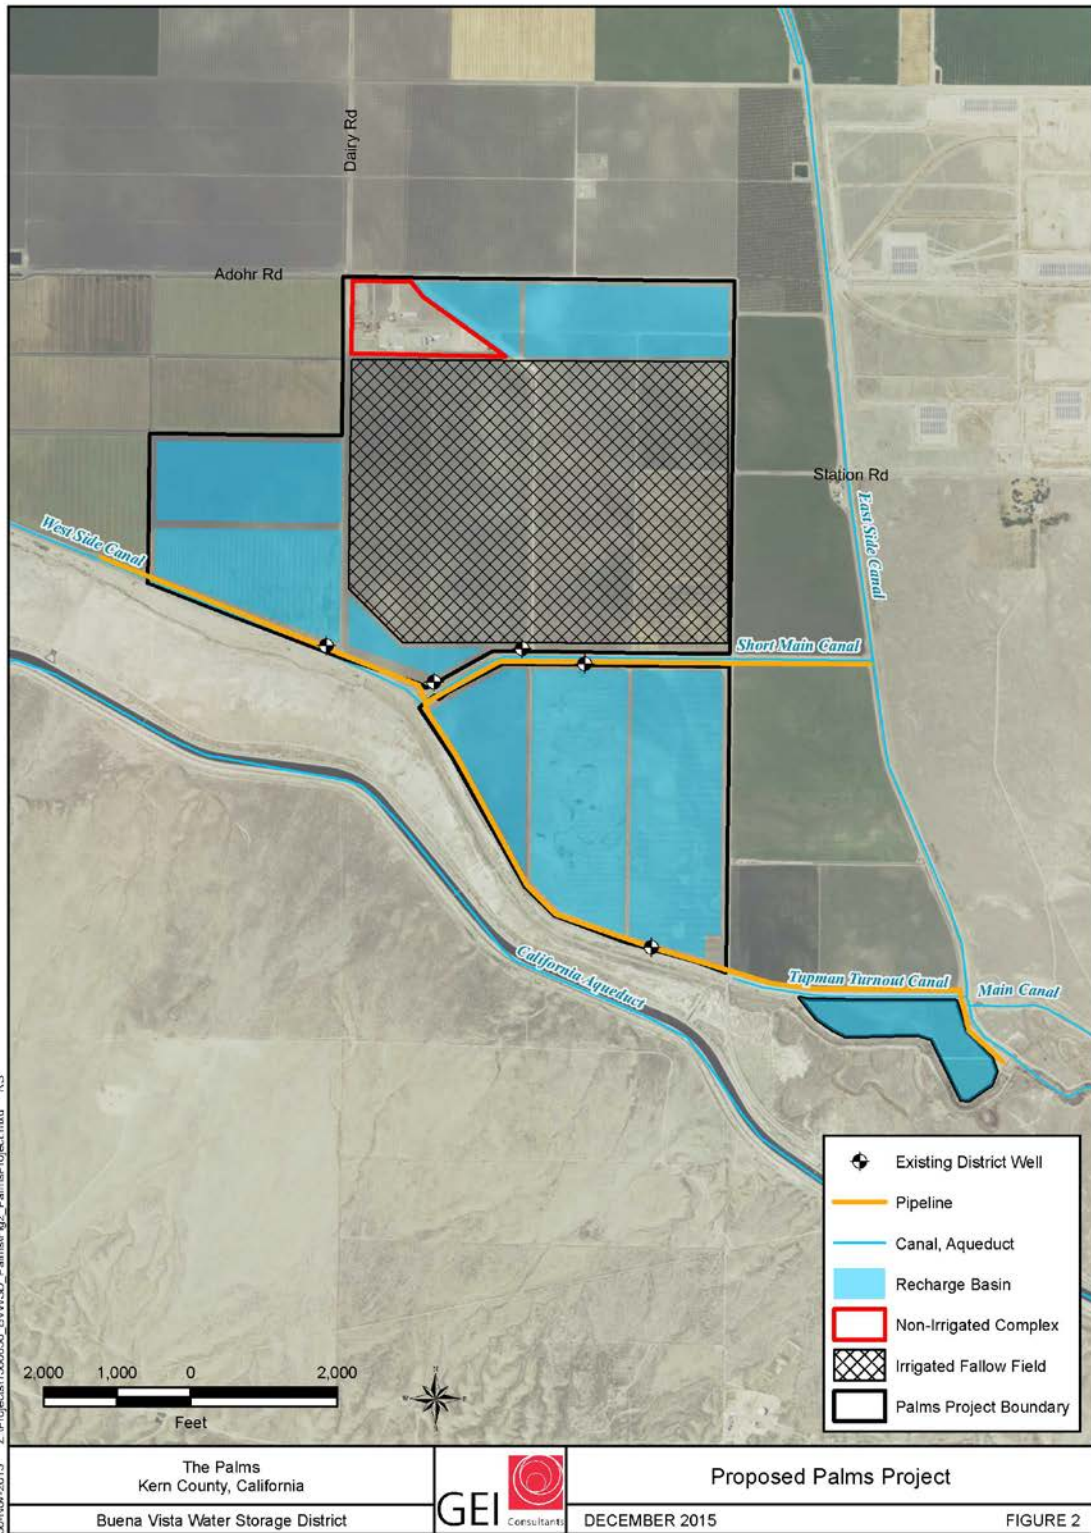 Dairy Rd
Adohr Rd
Station Rd
West Side Canal
East Side Canal
Short Main Canal
California Aqueduct
Tupman Turnout Canal
Main Canal
Existing District Well
Pipeline
Canal, Aqueduct
Recharge Basin
Non-Irrigated Complex
Irrigated Fallow Field
Palms Project Boundary
2,000 1,000 0 2,000
Feet
The Palms
Kern County, California
Buena Vista Water Storage District
GEI Consultants
Proposed Palms Project
DECEMBER 2015
FIGURE 2